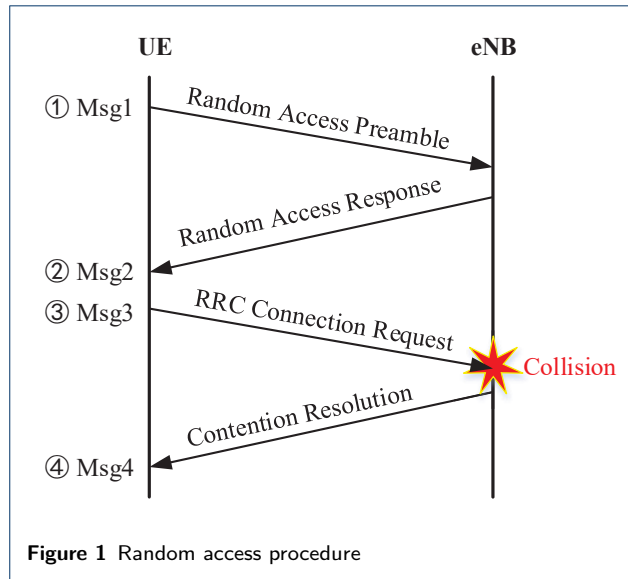 UE
eNB
① Msg1
Random Access Preamble
Random Access Response
② Msg2
③ Msg3
RRC Connection Request
Collision
Contention Resolution
④ Msg4
Figure 1 Random access procedure